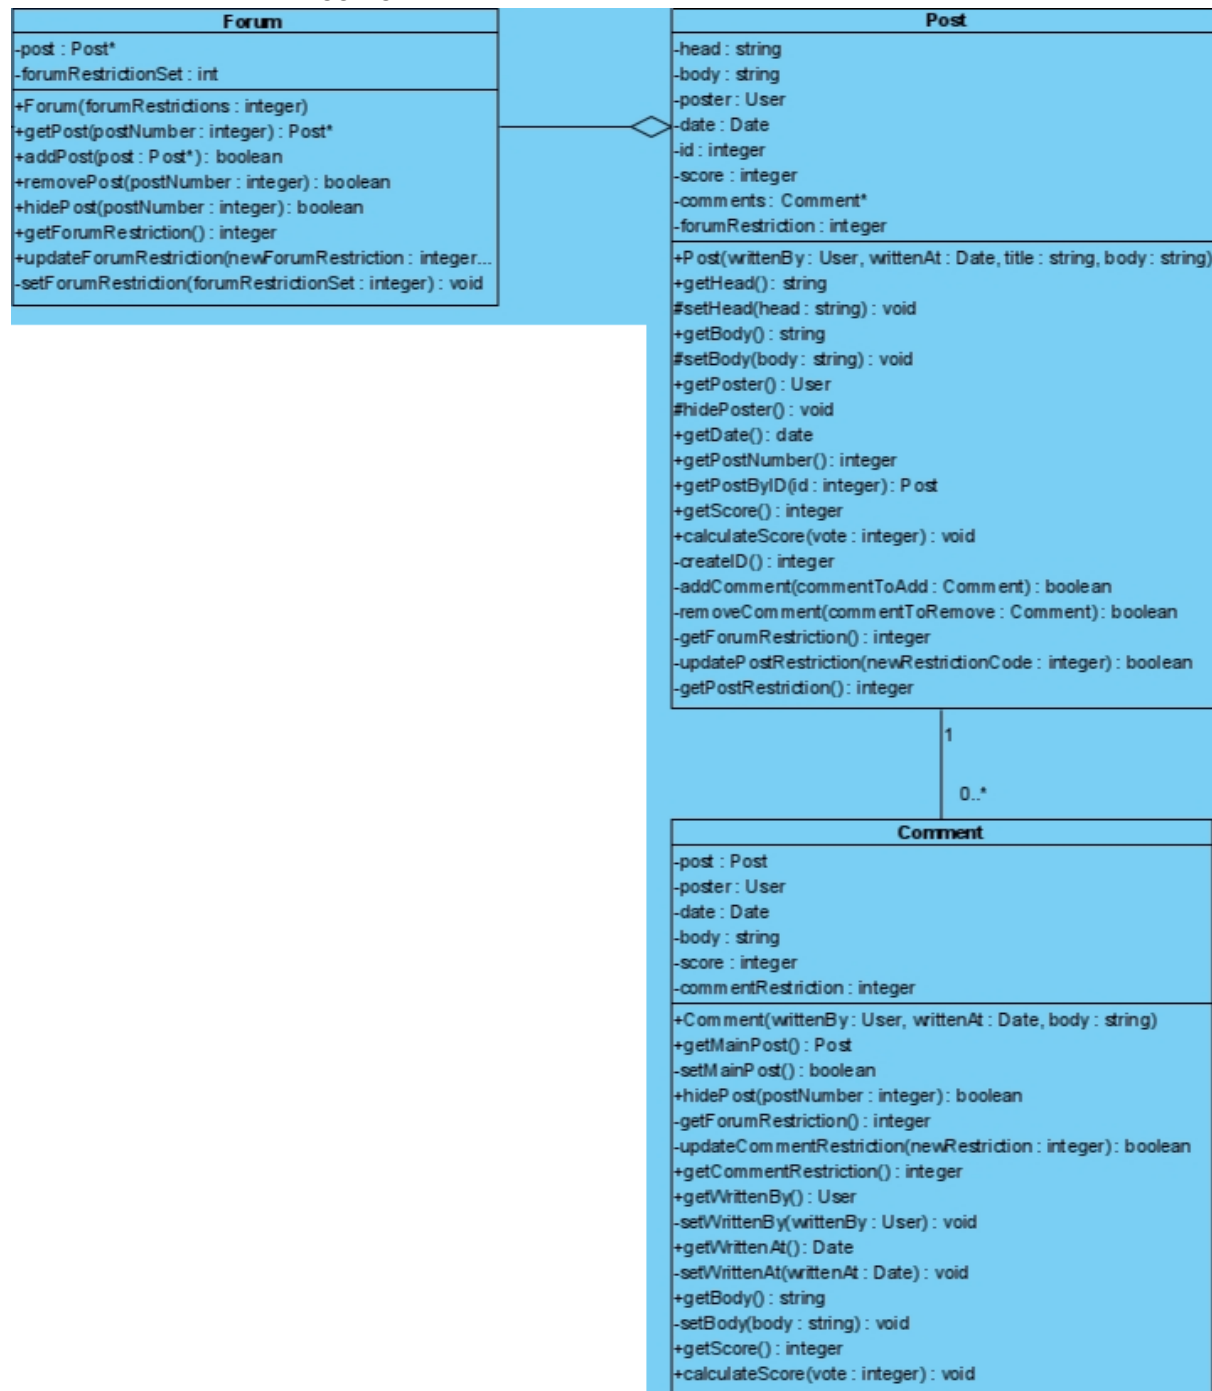 Forum
-post : Post*
-forumRestrictionSet : int
+Forum(forumRestrictions : integer)
+getPost(postNumber : integer) : Post*
+addPost(post : Post*) : boolean
+removePost(postNumber : integer) : boolean
+hidePost(postNumber : integer) : boolean
+getForumRestriction() : integer
+updateForumRestriction(newForumRestriction : integer...
-setForumRestriction(forumRestrictionSet : integer) : void
Post
-head : string
-body : string
-poster : User
-date : Date
-id : integer
-score : integer
-comments : Comment*
-forumRestriction : integer
+Post(writtenBy : User, writtenAt : Date, title : string, body : string)
+getHead() : string
#setHead(head : string) : void
+getBody() : string
#setBody(body : string) : void
+getPoster() : User
#hidePoster() : void
+getDate() : date
+getPostNumber() : integer
+getPostByID(id : integer) : Post
+getScore() : integer
+calculateScore(vote : integer) : void
-createID() : integer
-addComment(commentToAdd : Comment) : boolean
-removeComment(commentToRemove : Comment) : boolean
-getForumRestriction() : integer
-updatePostRestriction(newRestrictionCode : integer) : boolean
-getPostRestriction() : integer
1
0..*
Comment
-post : Post
-poster : User
-date : Date
-body : string
-score : integer
-commentRestriction : integer
+Comment(writtenBy : User, writtenAt : Date, body : string)
+getMainPost() : Post
-setMainPost() : boolean
+hidePost(postNumber : integer) : boolean
-getForumRestriction() : integer
-updateCommentRestriction(newRestriction : integer) : boolean
+getCommentRestriction() : integer
+getWrittenBy() : User
-setWrittenBy(writtenBy : User) : void
+getWrittenAt() : Date
-setWrittenAt(writtenAt : Date) : void
+getBody() : string
-setBody(body : string) : void
+getScore() : integer
+calculateScore(vote : integer) : void